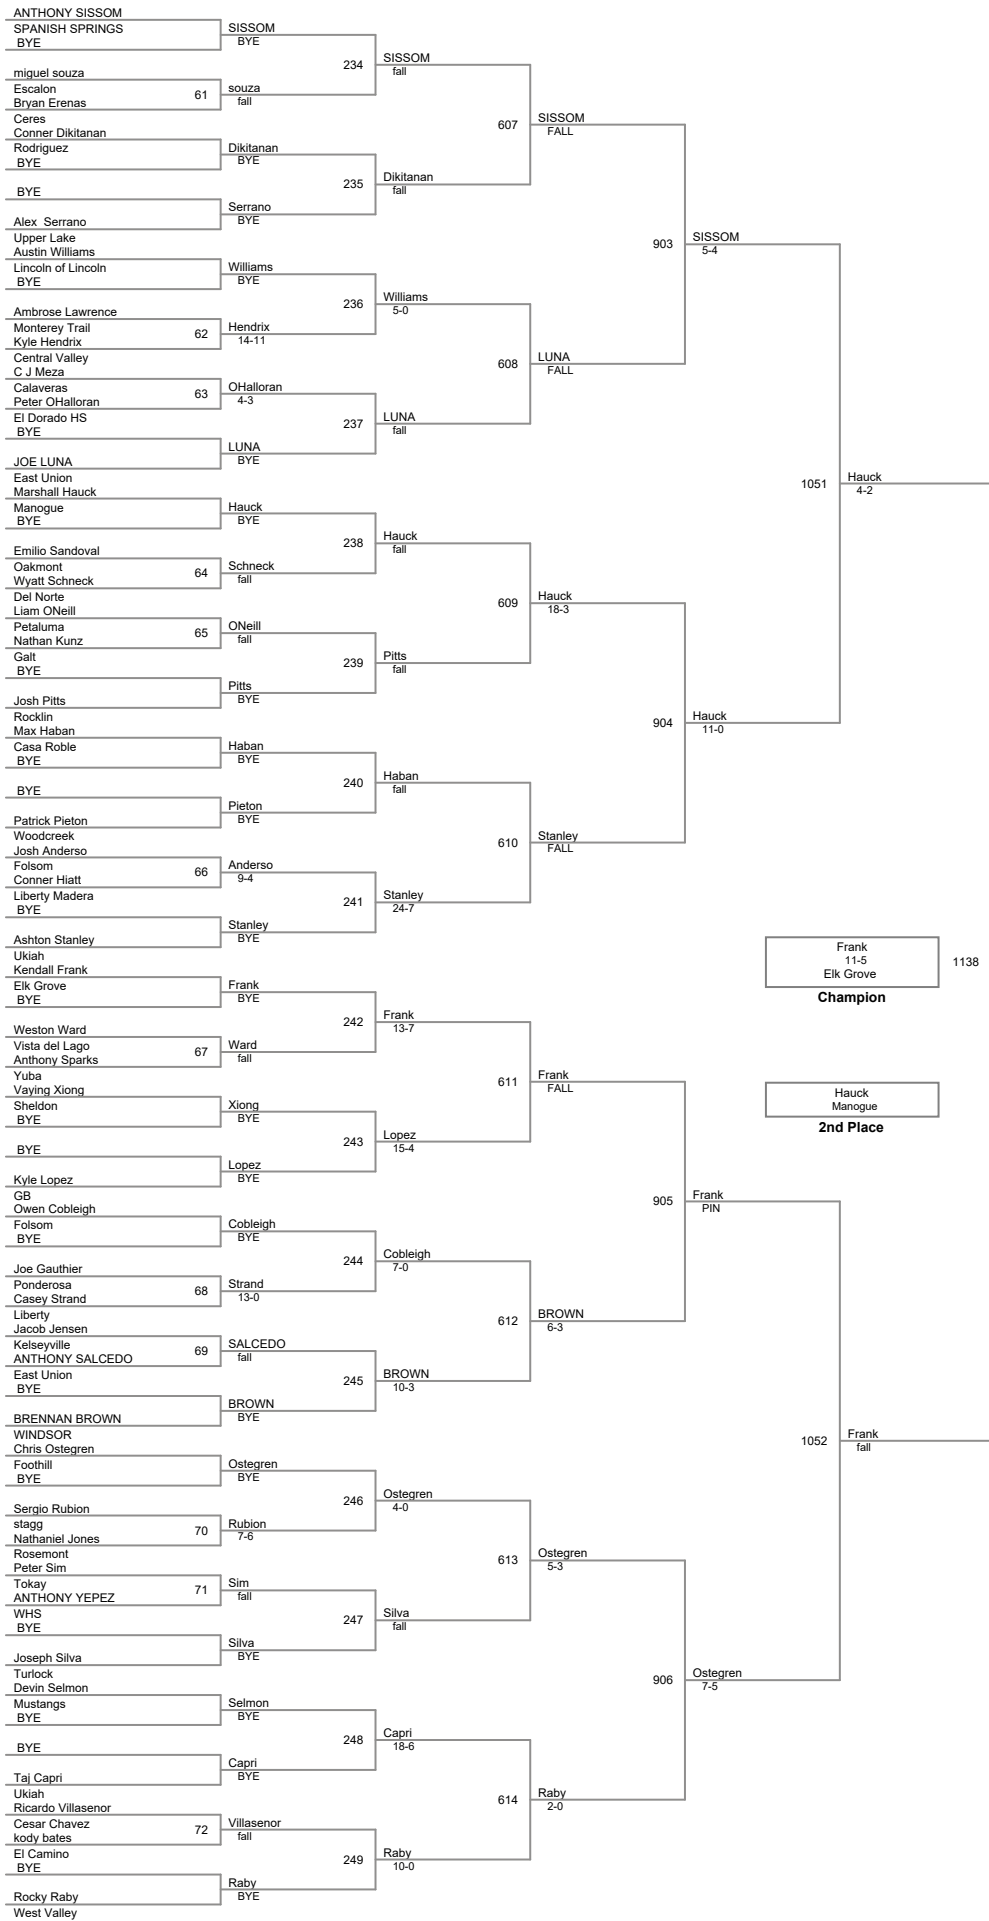 ANTHONY SISSOM
SPANISH SPRINGS
BYE
SISSOM
BYE
234
SISSOM
fall
miguel souza
Escalon
Bryan Erenas
61
souza
fall
Ceres
Conner Dikitanan
607
SISSOM
FALL
Rodriguez
BYE
Dikitanan
BYE
235
Dikitanan
fall
BYE
Serrano
BYE
Alex Serrano
Upper Lake
Austin Williams
903
SISSOM
5-4
Lincoln of Lincoln
BYE
Williams
BYE
236
Williams
5-0
Ambrose Lawrence
Monterey Trail
Kyle Hendrix
62
Hendrix
14-11
Central Valley
C J Meza
608
LUNA
FALL
Calaveras
Peter OHalloran
63
OHalloran
4-3
El Dorado HS
BYE
237
LUNA
fall
LUNA
BYE
JOE LUNA
East Union
Marshall Hauck
1051
Hauck
4-2
Manogue
BYE
Hauck
BYE
238
Hauck
fall
Emilio Sandoval
Oakmont
Wyatt Schneck
64
Schneck
fall
Del Norte
Liam ONeill
609
Hauck
18-3
Petaluma
Nathan Kunz
65
ONeill
fall
Galt
BYE
239
Pitts
fall
Pitts
BYE
Josh Pitts
Rocklin
Max Haban
904
Hauck
11-0
Casa Roble
BYE
Haban
BYE
240
Haban
fall
BYE
Pieton
BYE
Patrick Pieton
Woodcreek
Josh Anderso
610
Stanley
FALL
Folsom
Conner Hiatt
66
Anderso
9-4
Liberty Madera
BYE
241
Stanley
24-7
Stanley
BYE
Ashton Stanley
Frank
11-5
Elk Grove
1138
Champion
Ukiah
Kendall Frank
Elk Grove
BYE
Frank
BYE
242
Frank
13-7
Weston Ward
Vista del Lago
Anthony Sparks
67
Ward
fall
Yuba
Vaying Xiong
611
Frank
FALL
Hauck
Manogue
2nd Place
Sheldon
BYE
Xiong
BYE
243
Lopez
15-4
BYE
Lopez
BYE
Kyle Lopez
GB
Owen Cobleigh
905
Frank
PIN
Folsom
BYE
Cobleigh
BYE
244
Cobleigh
7-0
Joe Gauthier
Ponderosa
Casey Strand
68
Strand
13-0
Liberty
Jacob Jensen
612
BROWN
6-3
Kelseyville
ANTHONY SALCEDO
69
SALCEDO
fall
East Union
BYE
245
BROWN
10-3
BROWN
BYE
BRENNAN BROWN
WINDSOR
Chris Ostegren
1052
Frank
fall
Foothill
BYE
Ostegren
BYE
246
Ostegren
4-0
Sergio Rubion
stagg
Nathaniel Jones
70
Rubion
7-6
Rosemont
Peter Sim
613
Ostegren
5-3
Tokay
ANTHONY YEPEZ
71
Sim
fall
WHS
BYE
247
Silva
fall
Silva
BYE
Joseph Silva
Turlock
Devin Selmon
906
Ostegren
7-5
Mustangs
BYE
Selmon
BYE
248
Capri
18-6
BYE
Capri
BYE
Taj Capri
Ukiah
Ricardo Villasenor
614
Raby
2-0
Cesar Chavez
kody bates
72
Villasenor
fall
El Camino
BYE
249
Raby
10-0
Raby
BYE
Rocky Raby
West Valley